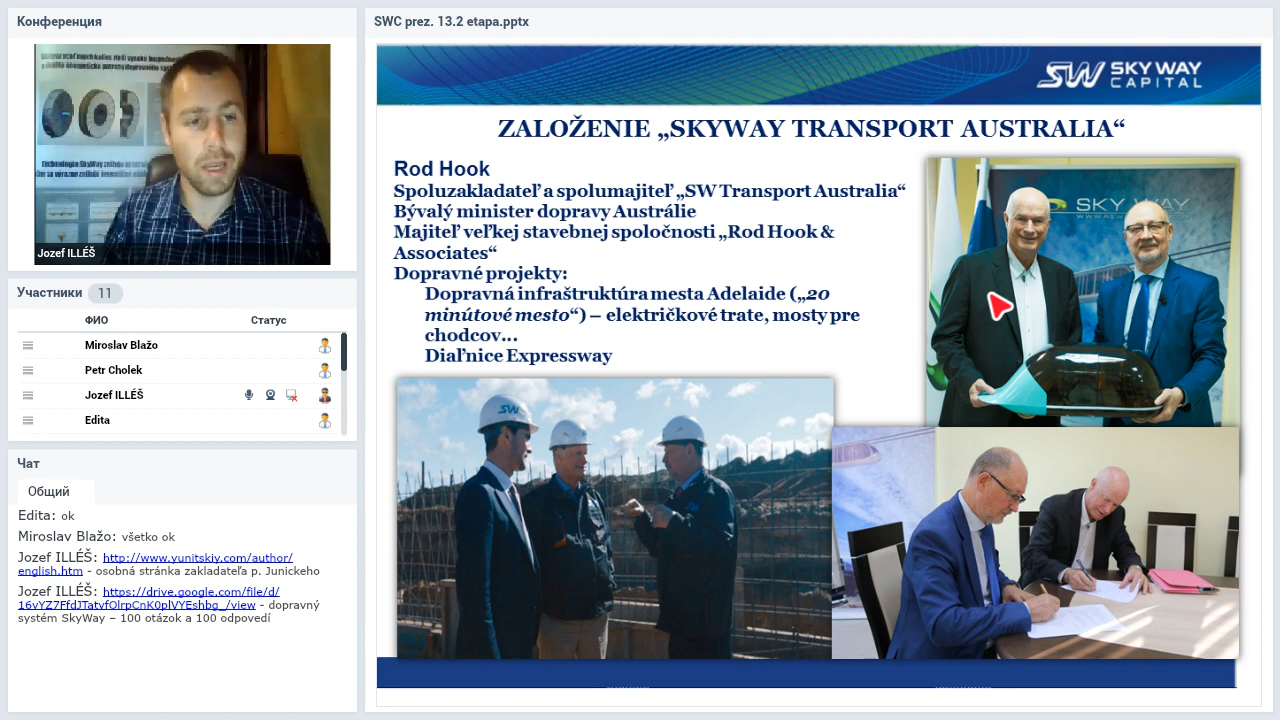 Конференция
Jozef ILLÉŠ
Участники 11
ФИО Статус
Miroslav Blažo
Petr Cholek
Jozef ILLÉŠ
Edita
Чат
Общий
Edita: ok
Miroslav Blažo: všetko ok
Jozef ILLÉŠ: http://www.yunitskiy.com/author/
english.htm - osobná stránka zakladateľa p. Junickeho
Jozef ILLÉŠ: https://drive.google.com/file/d/
16vYZ7FfdJTatvfOlrpCnK0plVYEshbg_/view - dopravný
systém SkyWay – 100 otázok a 100 odpovedí
SWC prez. 13.2 etapa.pptx
SW SKY WAY
CAPITAL
ZALOŽENIE „SKYWAY TRANSPORT AUSTRALIA“
Rod Hook
Spoluzakladateľ a spolumajiteľ „SW Transport Australia“
Bývalý minister dopravy Austrálie
Majiteľ veľkej stavebnej spoločnosti „Rod Hook &
Associates“
Dopravné projekty:
Dopravná infraštruktúra mesta Adelaide („20
minútové mesto“) – električkové trate, mosty pre
chodcov...
Diaľnice Expressway
SKY WAY
SW